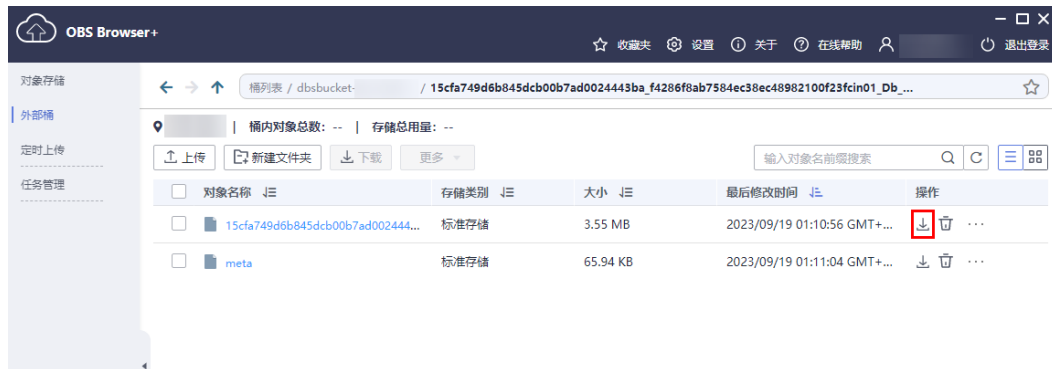 OBS Browser+
收藏夹 设置 关于 在线帮助 退出登录
对象存储
外部桶
定时上传
任务管理
桶列表 / dbsbucket- / 15cfa749d6b845dcb00b7ad0024443ba_f4286f8ab7584ec38ec48982100f23fcin01_Db_...
| 桶内对象总数: -- | 存储总用量: --
上传 新建文件夹 下载 更多 输入对象名前缀搜索
对象名称 存储类别 大小 最后修改时间 操作
15cfa749d6b845dcb00b7ad002444... 标准存储 3.55 MB 2023/09/19 01:10:56 GMT+... ...
meta 标准存储 65.94 KB 2023/09/19 01:11:04 GMT+... ...